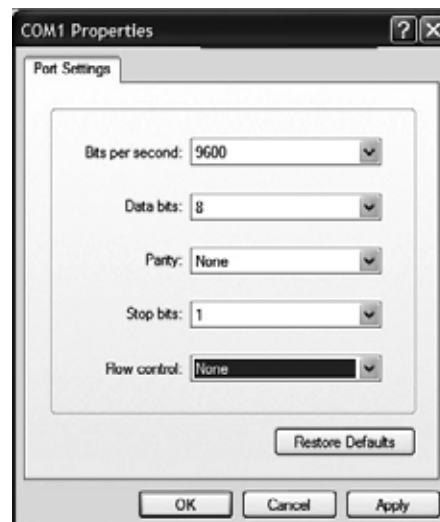 COM1 Properties
Port Settings
Bits per second: 9600
Data bits: 8
Parity: None
Stop bits: 1
Flow control: None
Restore Defaults
OK Cancel Apply